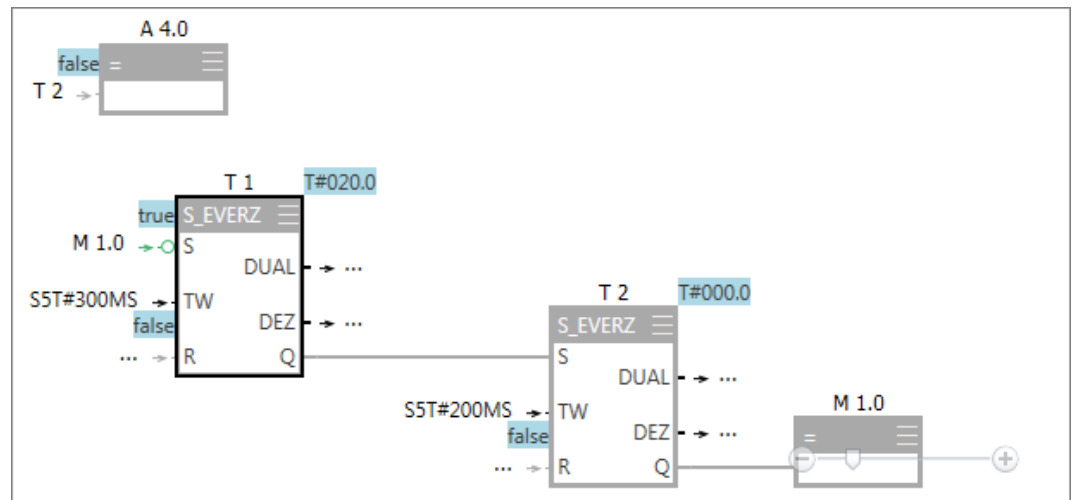 A 4.0
false =
T 2
T 1 T#020.0
true S_EVERZ
M 1.0 S
DUAL ...
S5T#300MS TW
false DEZ ...
... R Q
T 2 T#000.0
S_EVERZ
S
DUAL ...
S5T#200MS TW
false DEZ ...
... R Q
M 1.0
=